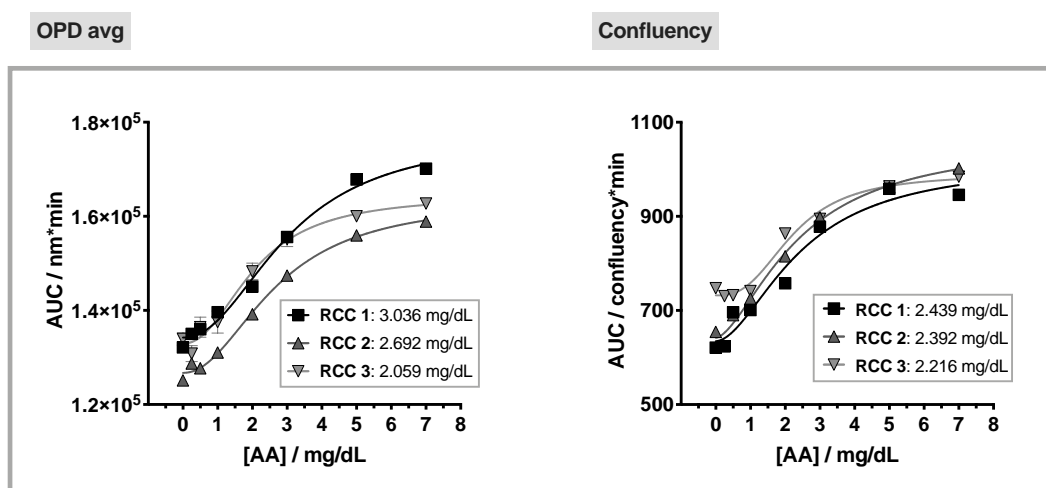 OPD avg
Confluency
1.8×10⁵
1.6×10⁵
1.4×10⁵
1.2×10⁵
AUC / nm*min
0 1 2 3 4 5 6 7 8
[AA] / mg/dL
RCC 1: 3.036 mg/dL
RCC 2: 2.692 mg/dL
RCC 3: 2.059 mg/dL
1100
900
700
500
AUC / confluency*min
0 1 2 3 4 5 6 7 8
[AA] / mg/dL
RCC 1: 2.439 mg/dL
RCC 2: 2.392 mg/dL
RCC 3: 2.216 mg/dL